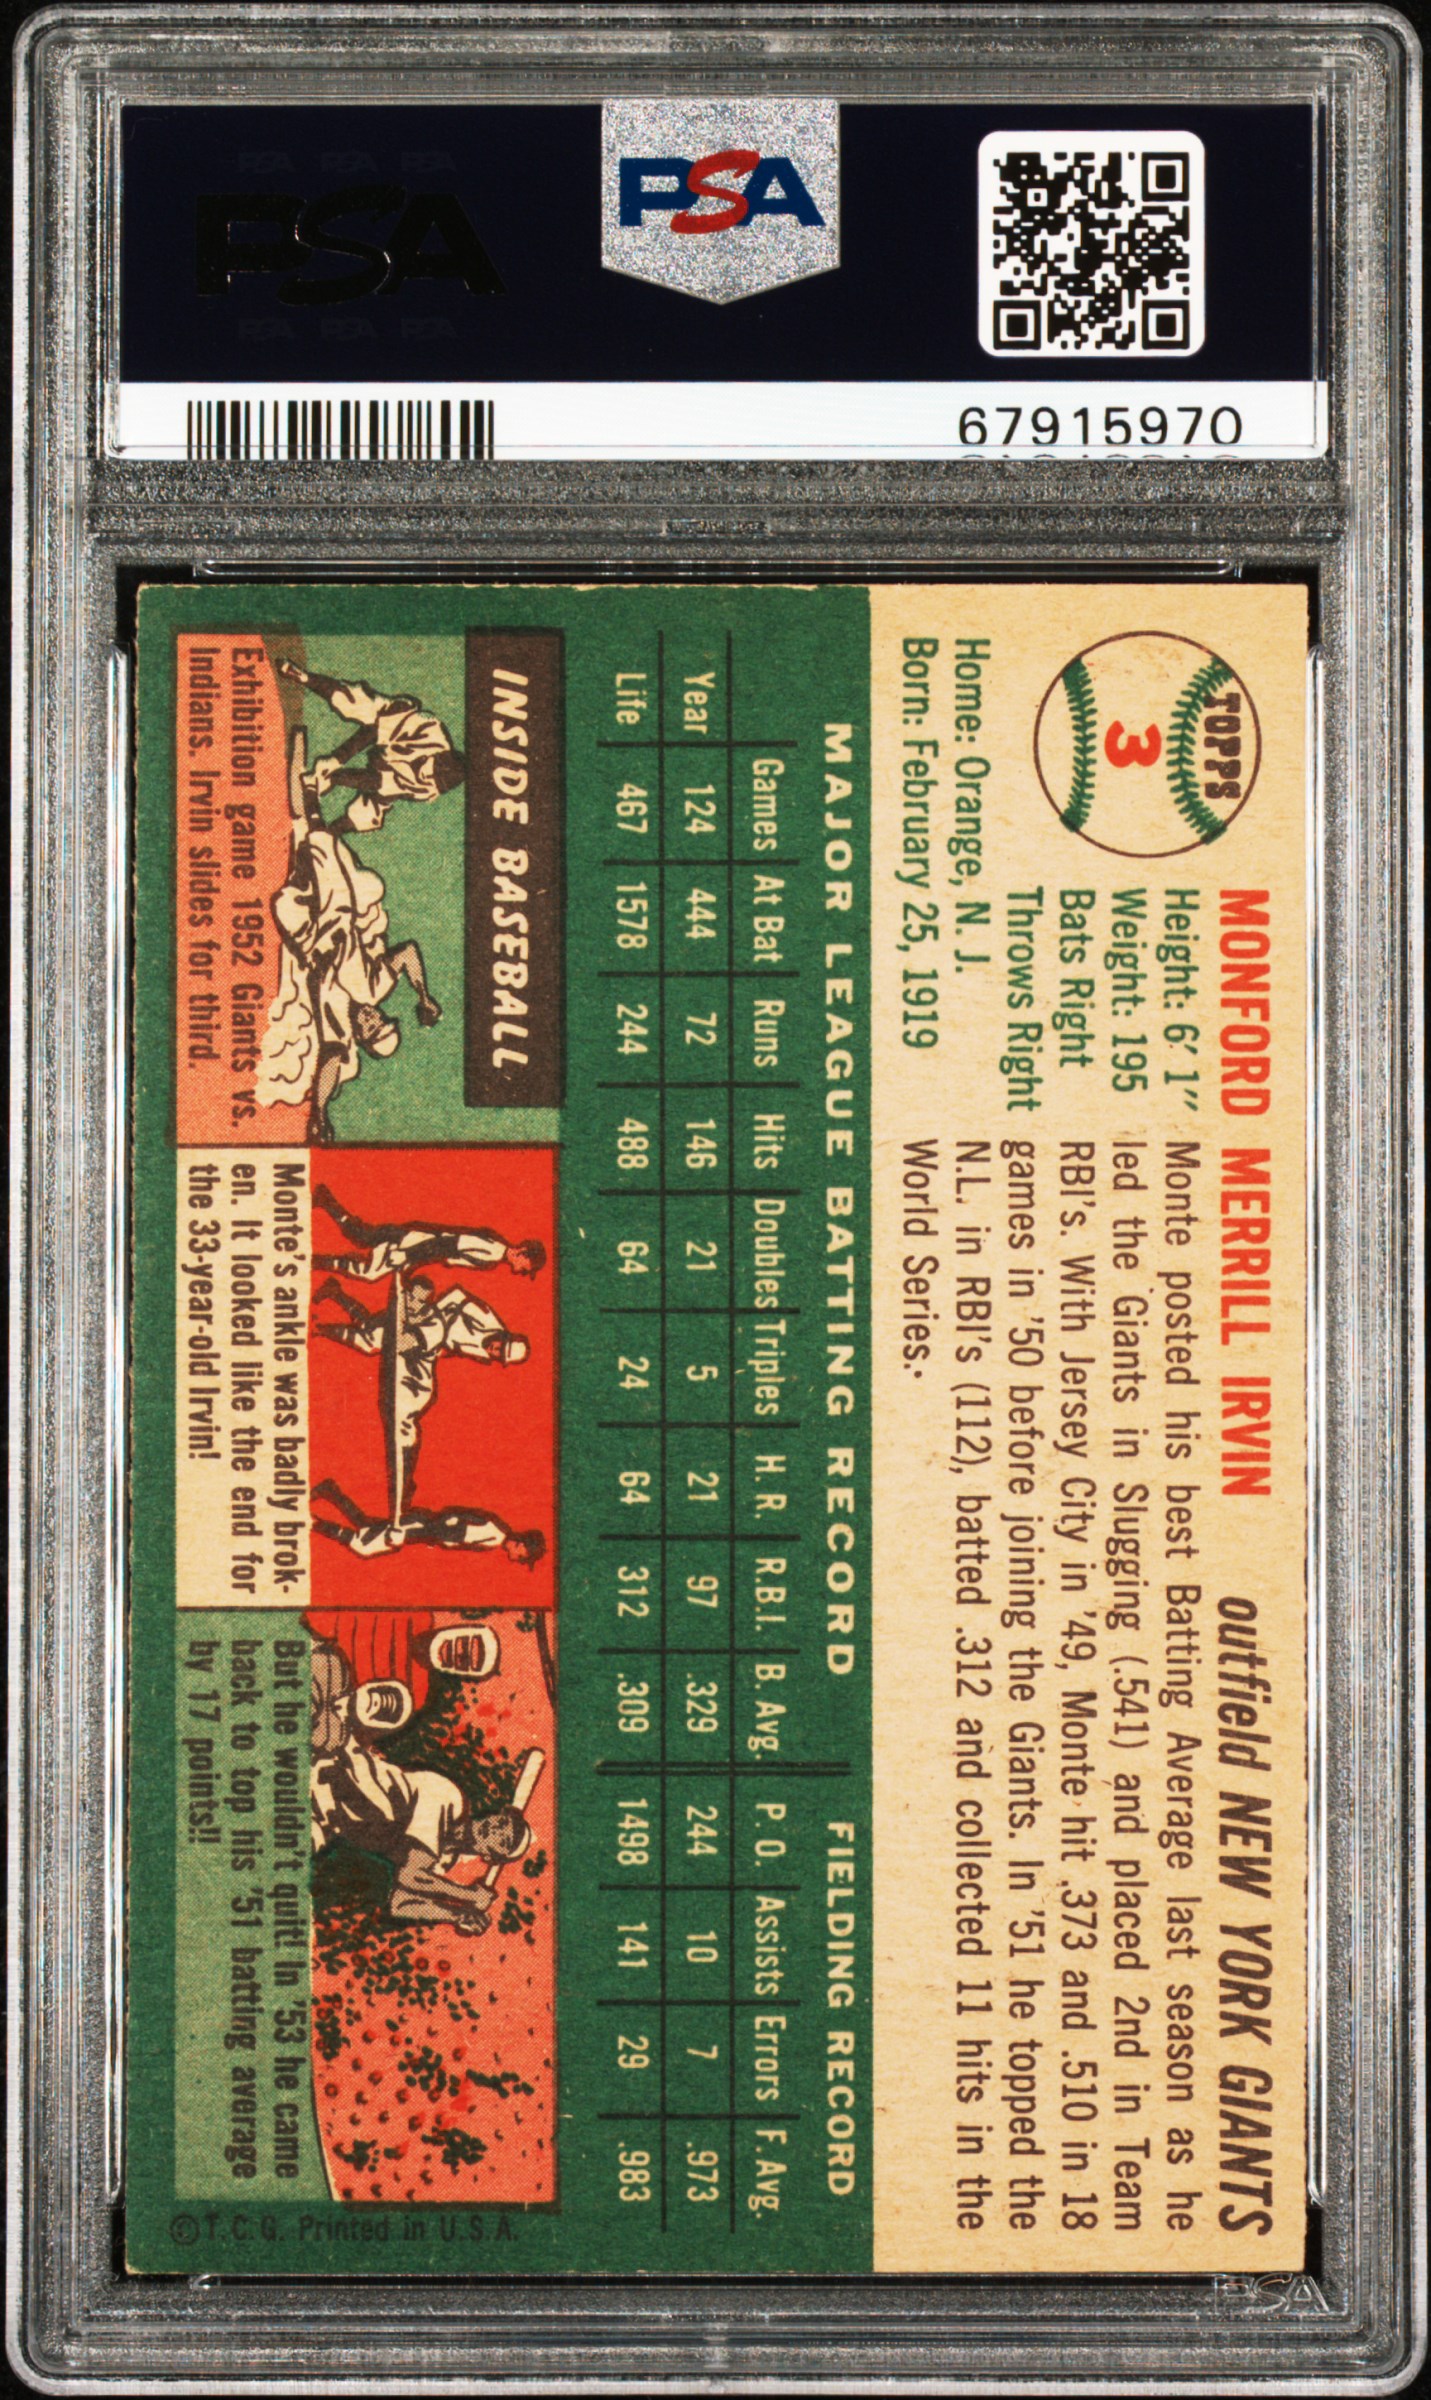 PSA
PSA PSA PSA
PSA
PSA PSA PSA
67915970
TOPPS
3
MONFORD MERRILL IRVIN outfield NEW YORK GIANTS
Height: 6' 1"
Weight: 195
Bats Right
Throws Right
Home: Orange, N. J.
Born: February 25, 1919
Monte posted his best Batting Average last season as he
led the Giants in Slugging (.541) and placed 2nd in Team
RBI's. With Jersey City in '49, Monte hit .373 and .510 in 18
games in '50 before joining the Giants. In '51 he topped the
N.L. in RBI's (112), batted .312 and collected 11 hits in the
World Series.
MAJOR LEAGUE BATTING RECORD FIELDING RECORD
Games At Bat Runs Hits Doubles Triples H. R. R.B.I. B. Avg. P. O. Assists Errors F. Avg.
Year 124 444 72 146 21 5 21 97 .329 244 10 7 .973
Life 467 1578 244 488 64 24 64 312 .309 1498 141 29 .983
INSIDE BASEBALL
Exhibition game 1952 Giants vs.
Indians. Irvin slides for third.
Monte's ankle was badly brok-
en. It looked like the end for
the 33-year-old Irvin!
But he wouldn't quit! In '53 he came
back to top his '51 batting average
by 17 points!!
© T. C. G. Printed in U. S. A.
PSA